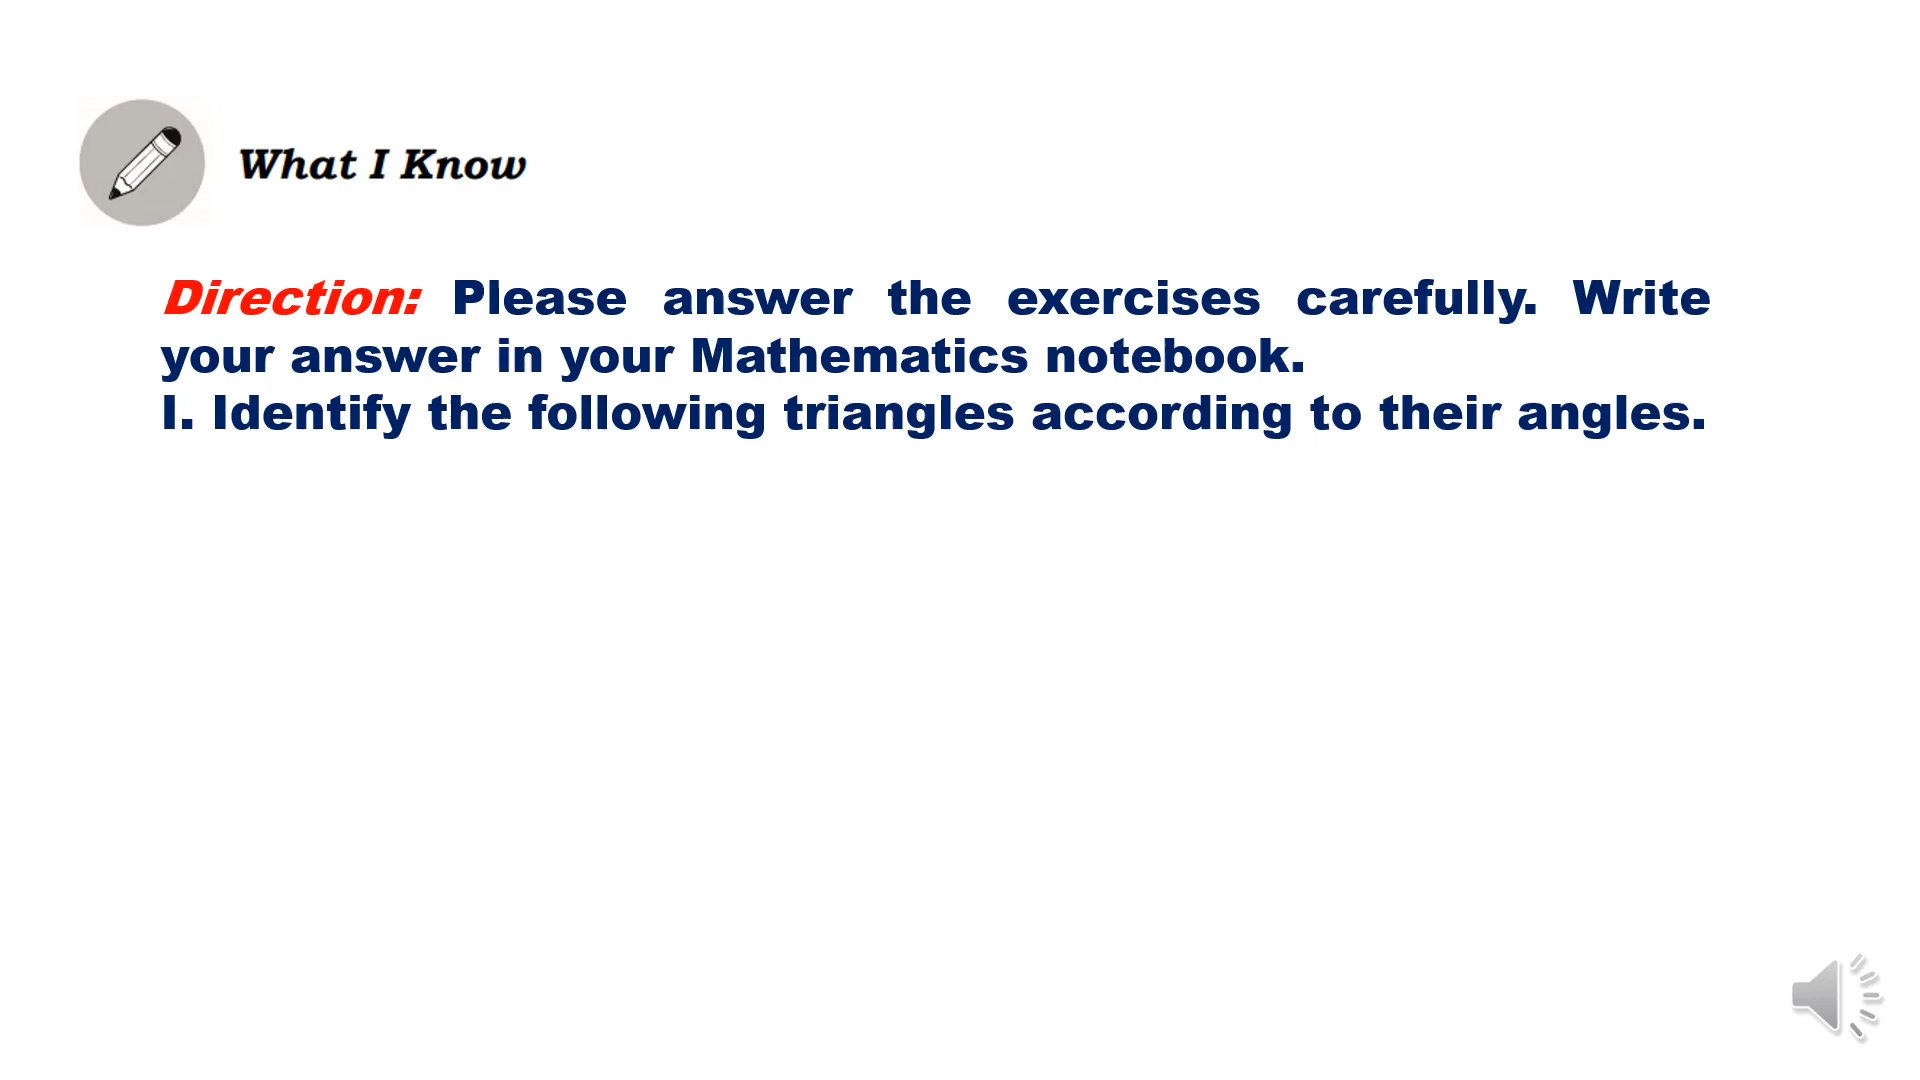 What I Know
Direction: Please answer the exercises carefully. Write
your answer in your Mathematics notebook.
I. Identify the following triangles according to their angles.